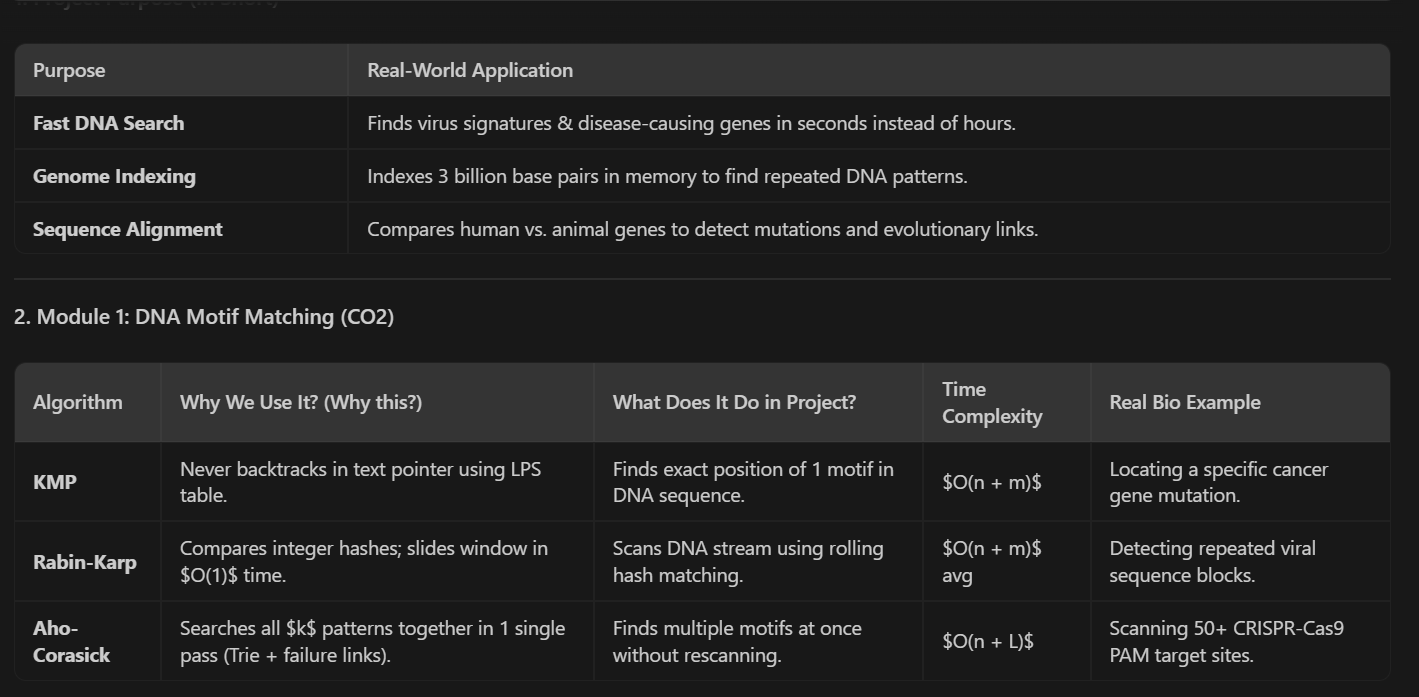 Purpose
Real-World Application
Fast DNA Search
Finds virus signatures & disease-causing genes in seconds instead of hours.
Genome Indexing
Indexes 3 billion base pairs in memory to find repeated DNA patterns.
Sequence Alignment
Compares human vs. animal genes to detect mutations and evolutionary links.
2. Module 1: DNA Motif Matching (CO2)
Algorithm
Why We Use It? (Why this?)
What Does It Do in Project?
Time
Complexity
Real Bio Example
KMP
Never backtracks in text pointer using LPS
table.
Finds exact position of 1 motif in
DNA sequence.
$O(n + m)$
Locating a specific cancer
gene mutation.
Rabin-Karp
Compares integer hashes; slides window in
$O(1)$ time.
Scans DNA stream using rolling
hash matching.
$O(n + m)$
avg
Detecting repeated viral
sequence blocks.
Aho-
Corasick
Searches all $k$ patterns together in 1 single
pass (Trie + failure links).
Finds multiple motifs at once
without rescanning.
$O(n + L)$
Scanning 50+ CRISPR-Cas9
PAM target sites.